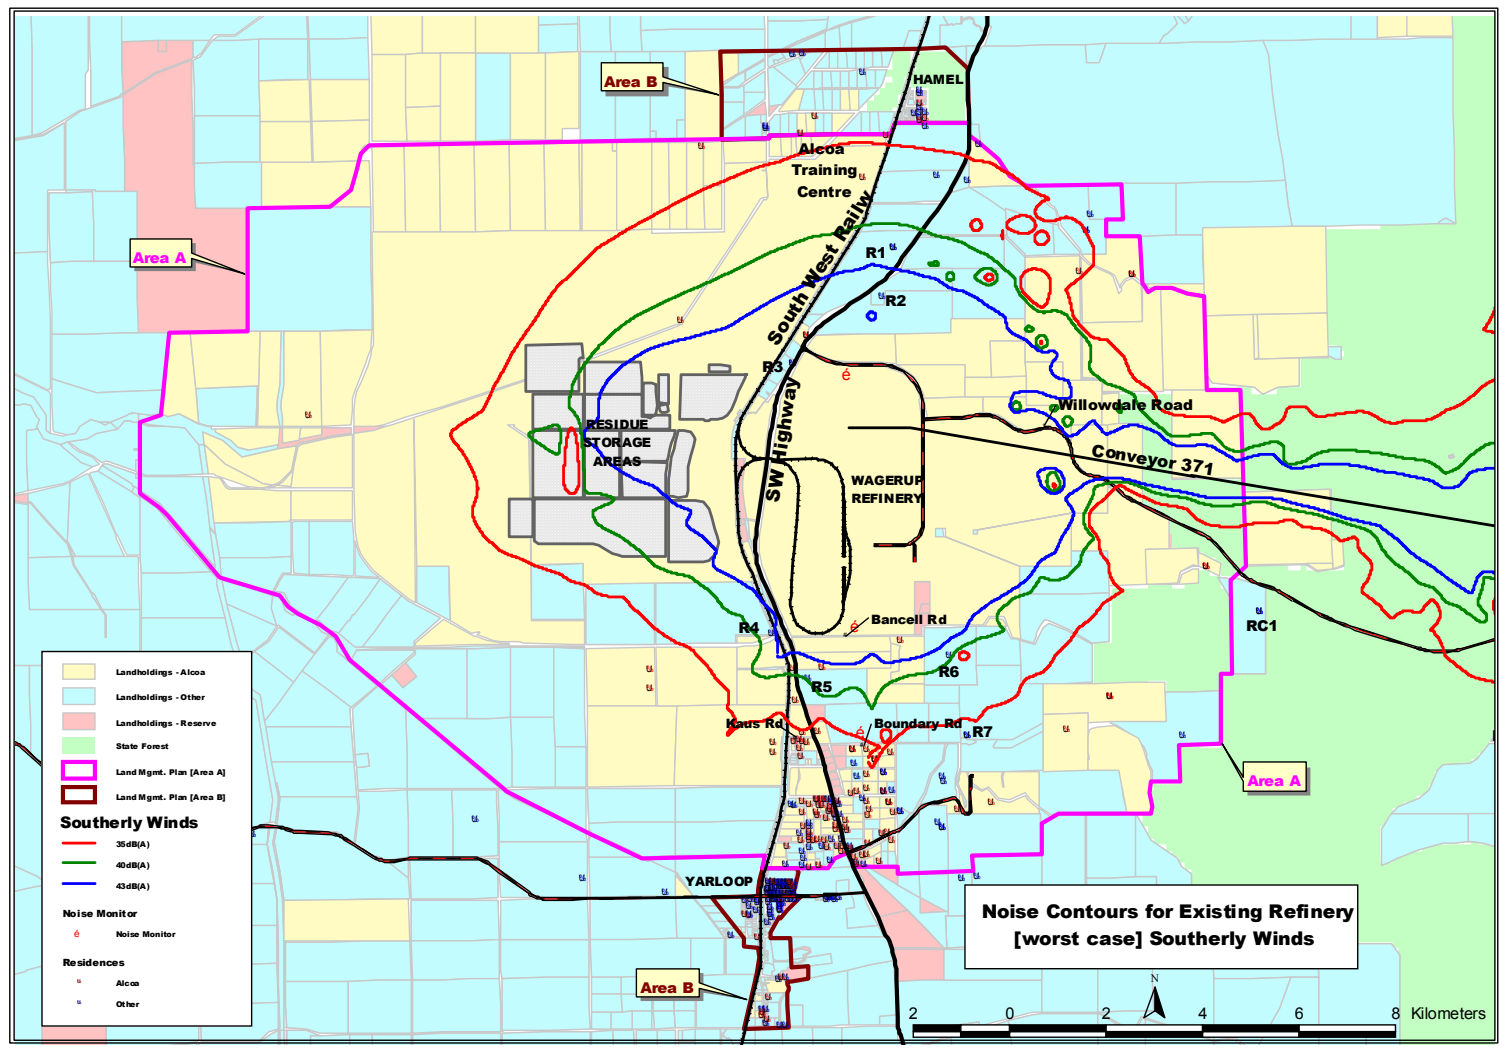 HAMEL
Area B
Alcoa
Training
Centre
South West Railw
R1
Area A
R2
R3
SW Highway
Willowdale Road
RESIDUE
STORAGE
AREAS
Conveyor 371
WAGERUP
REFINERY
é
Bancell Rd
é
R4
RC1
R6
R5
Kaus Rd
Boundary Rd
é
R7
Area A
YARLOOP
Area B
Landholdings - Alcoa
Landholdings - Other
Landholdings - Reserve
State Forest
Land Mgmt. Plan [Area A]
Land Mgmt. Plan [Area B]
Southerly Winds
35dB(A)
40dB(A)
43dB(A)
Noise Monitor
é Noise Monitor
Residences
Alcoa
Other
Noise Contours for Existing Refinery
[worst case] Southerly Winds
N
2 0 2 4 6 8 Kilometers